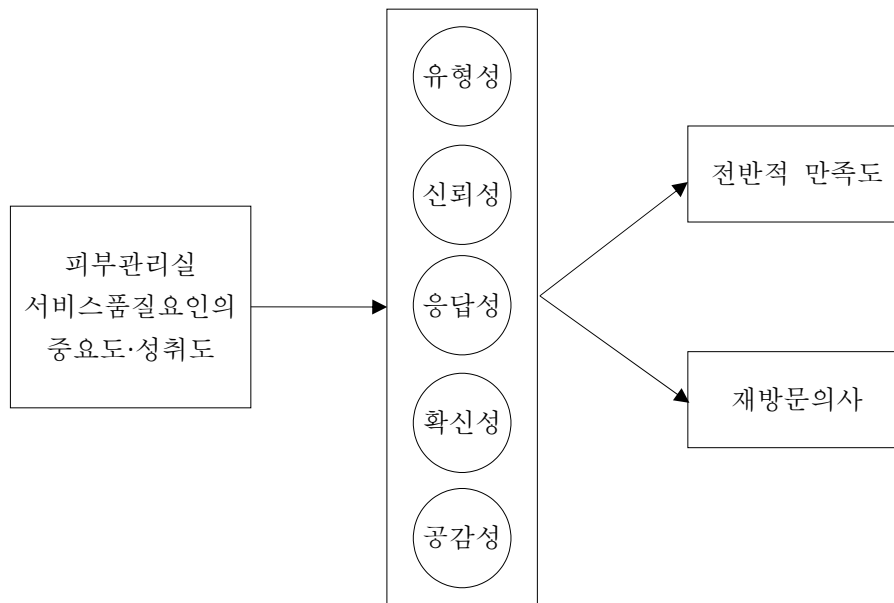 피부관리실
서비스품질요인의
중요도·성취도
유형성
신뢰성
응답성
확신성
공감성
전반적 만족도
재방문의사